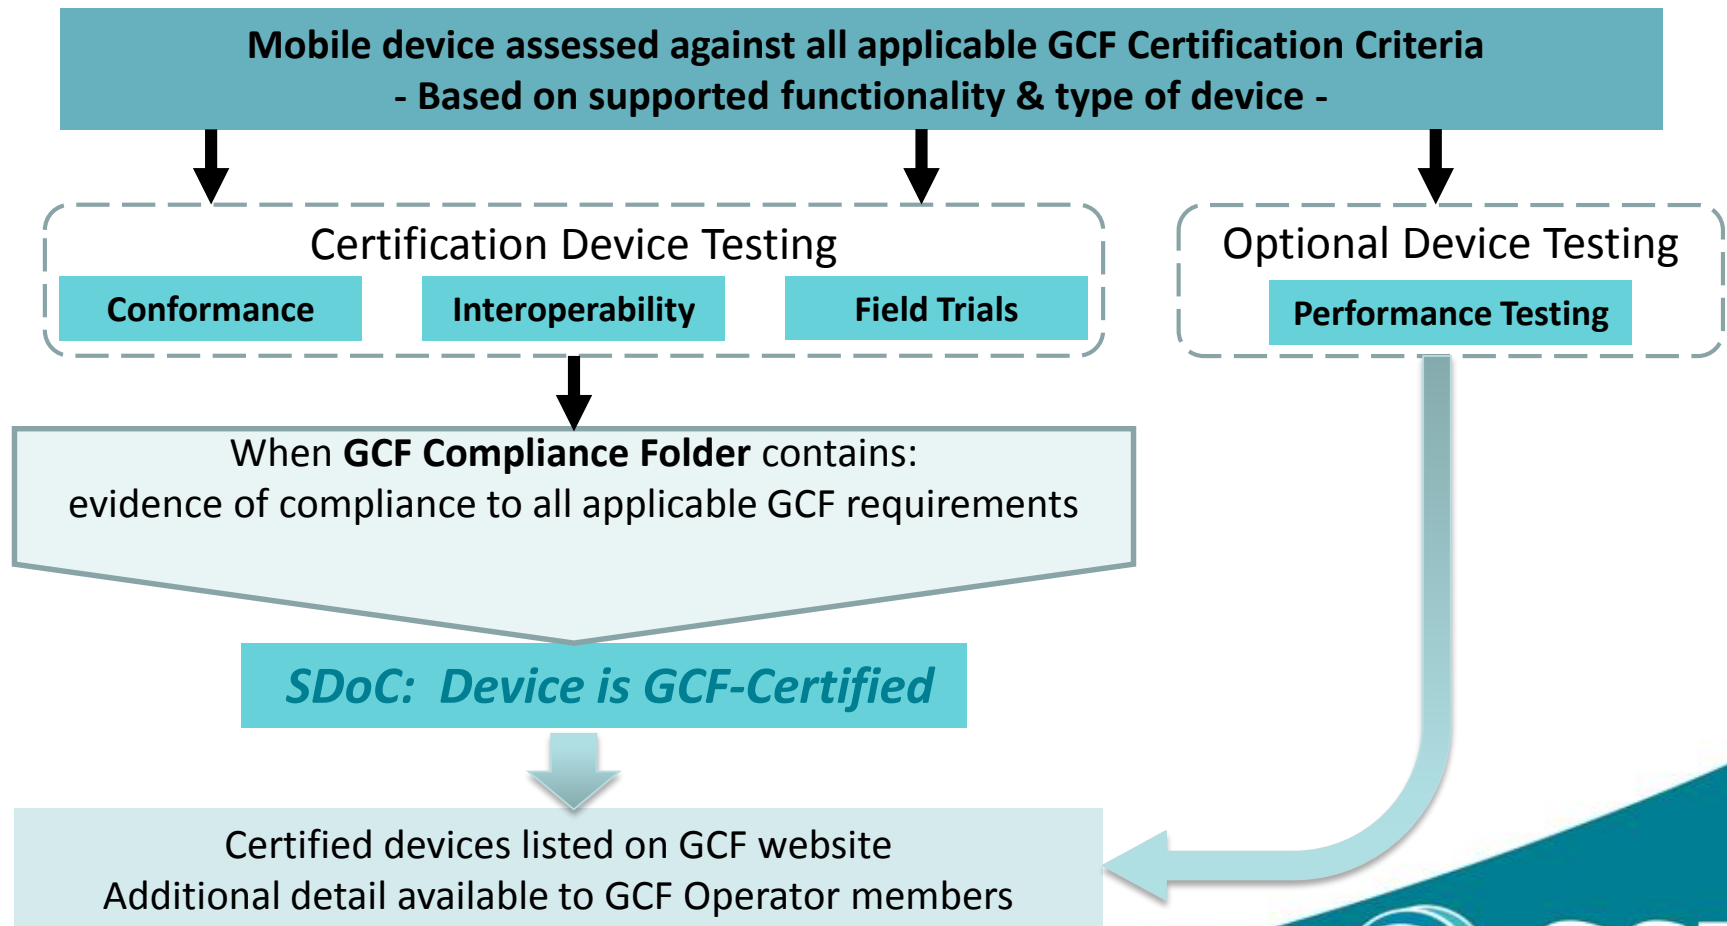 Mobile device assessed against all applicable GCF Certification Criteria
- Based on supported functionality & type of device -
Certification Device Testing
Conformance
Interoperability
Field Trials
Optional Device Testing
Performance Testing
When GCF Compliance Folder contains:
evidence of compliance to all applicable GCF requirements
SDoC: Device is GCF-Certified
Certified devices listed on GCF website
Additional detail available to GCF Operator members